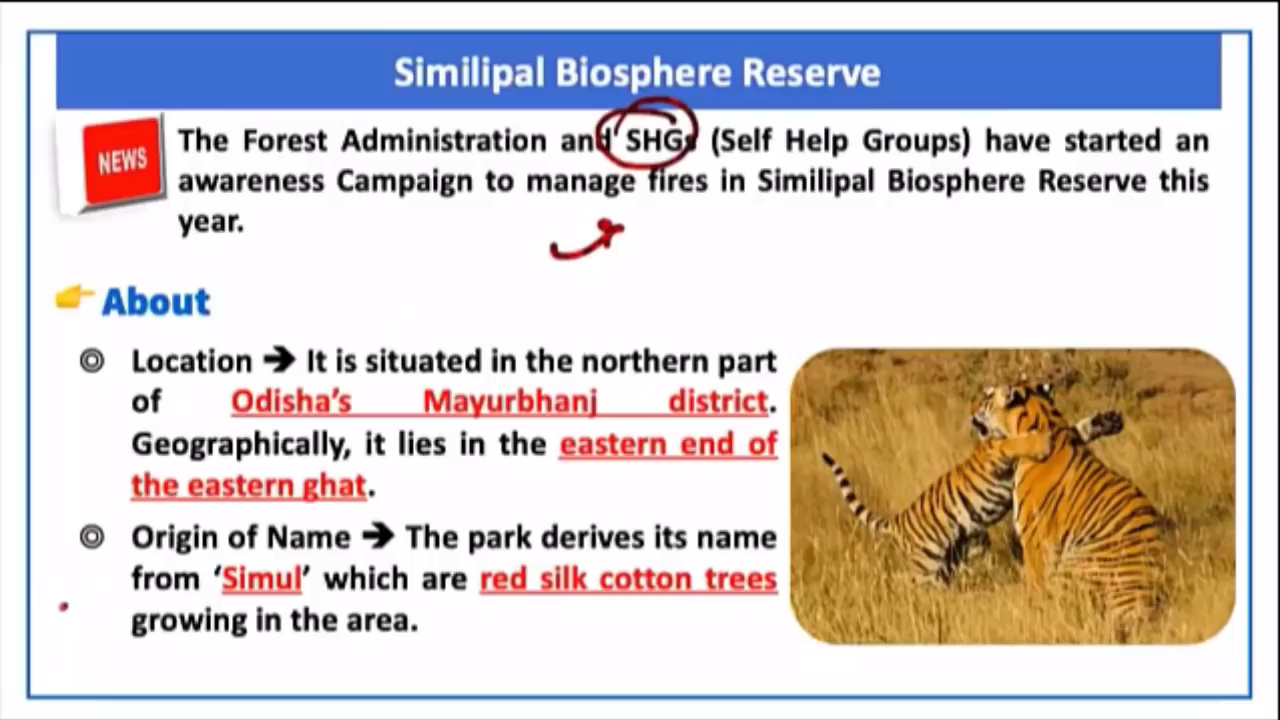 Similipal Biosphere Reserve
NEWS
The Forest Administration and SHGs (Self Help Groups) have started an
awareness Campaign to manage fires in Similipal Biosphere Reserve this
year.
About
Location ➔ It is situated in the northern part
of Odisha's Mayurbhanj district.
Geographically, it lies in the eastern end of
the eastern ghat.
Origin of Name ➔ The park derives its name
from ‘Simul’ which are red silk cotton trees
growing in the area.